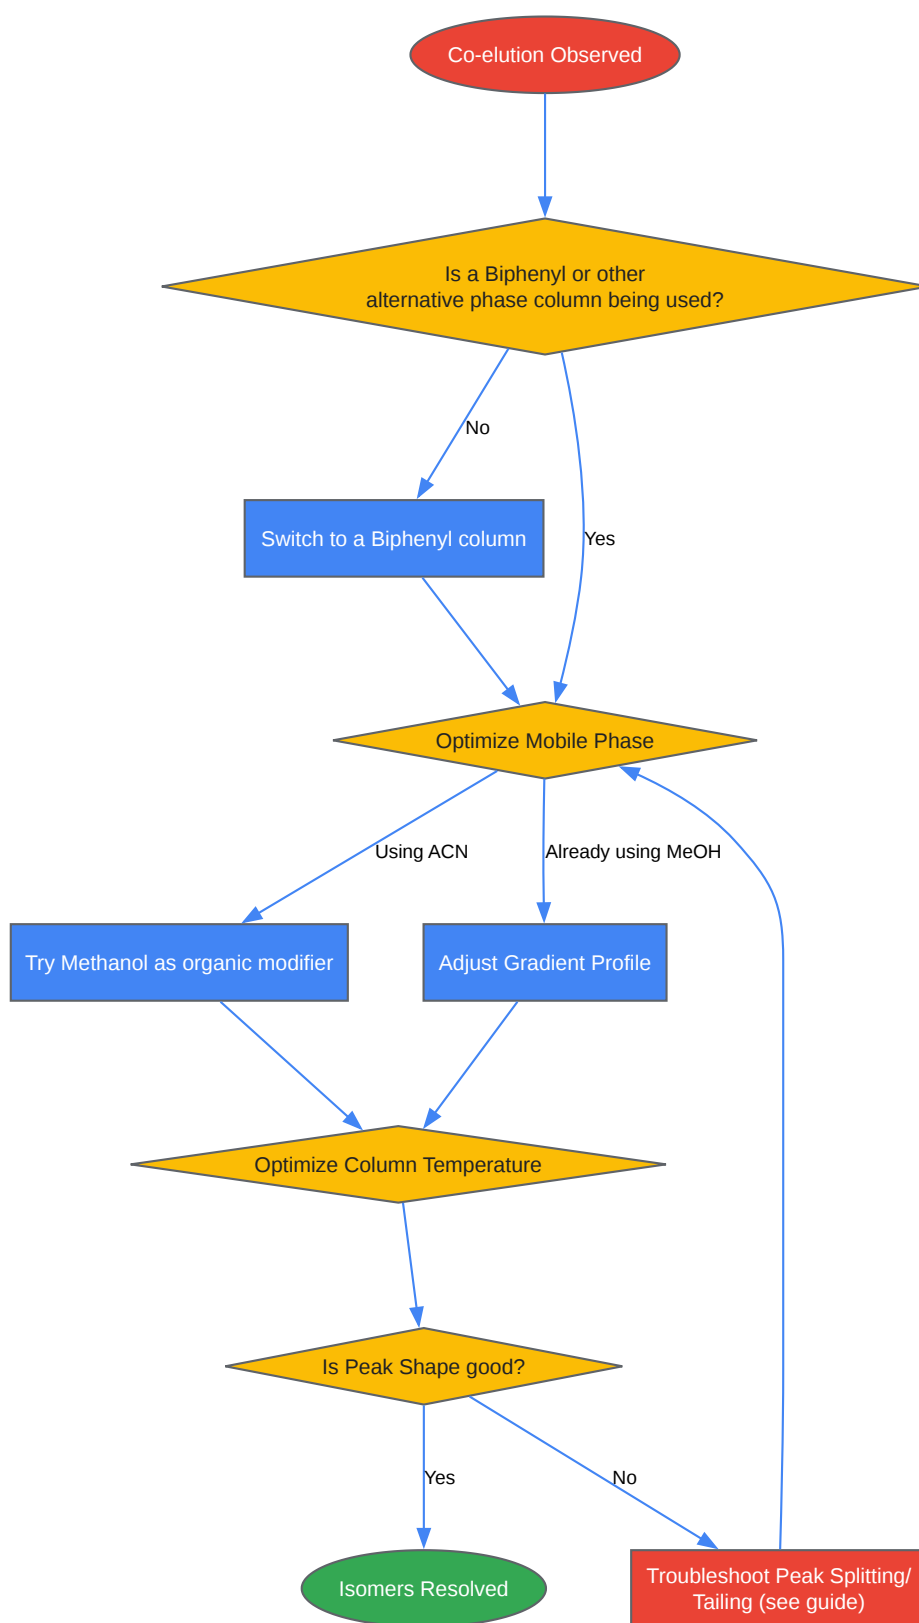 Co-elution Observed
Is a Biphenyl or other
alternative phase column being used?
No
Switch to a Biphenyl column
Yes
Optimize Mobile Phase
Using ACN
Already using MeOH
Try Methanol as organic modifier
Adjust Gradient Profile
Optimize Column Temperature
Is Peak Shape good?
Yes
No
Isomers Resolved
Troubleshoot Peak Splitting/
Tailing (see guide)